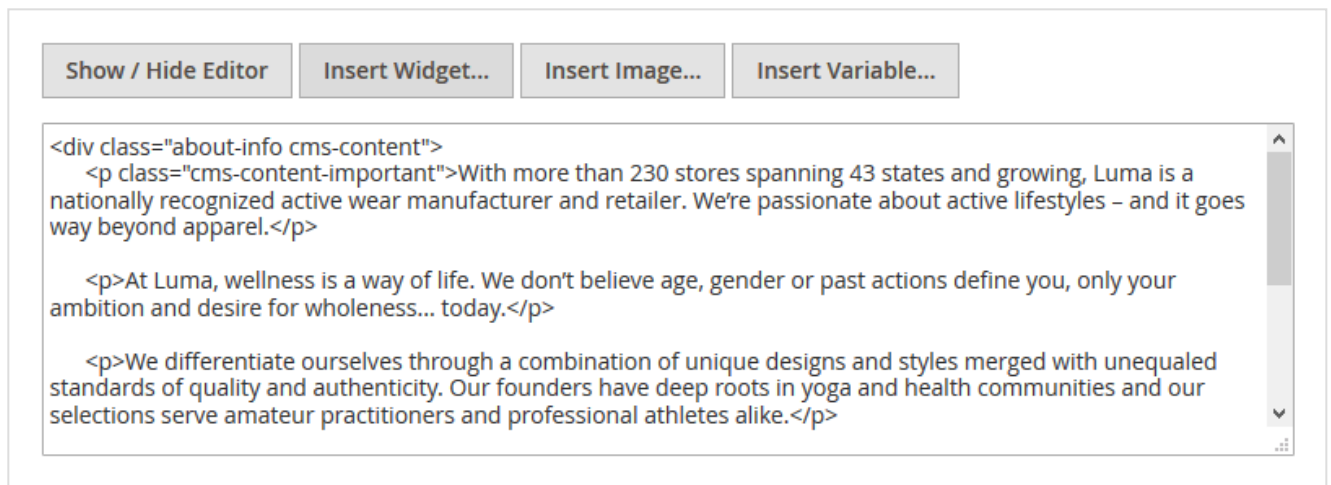 Show / Hide Editor Insert Widget... Insert Image... Insert Variable...
<div class="about-info cms-content">
<p class="cms-content-important">With more than 230 stores spanning 43 states and growing, Luma is a
nationally recognized active wear manufacturer and retailer. We’re passionate about active lifestyles – and it goes
way beyond apparel.</p>
<p>At Luma, wellness is a way of life. We don’t believe age, gender or past actions define you, only your
ambition and desire for wholeness... today.</p>
<p>We differentiate ourselves through a combination of unique designs and styles merged with unequaled
standards of quality and authenticity. Our founders have deep roots in yoga and health communities and our
selections serve amateur practitioners and professional athletes alike.</p>